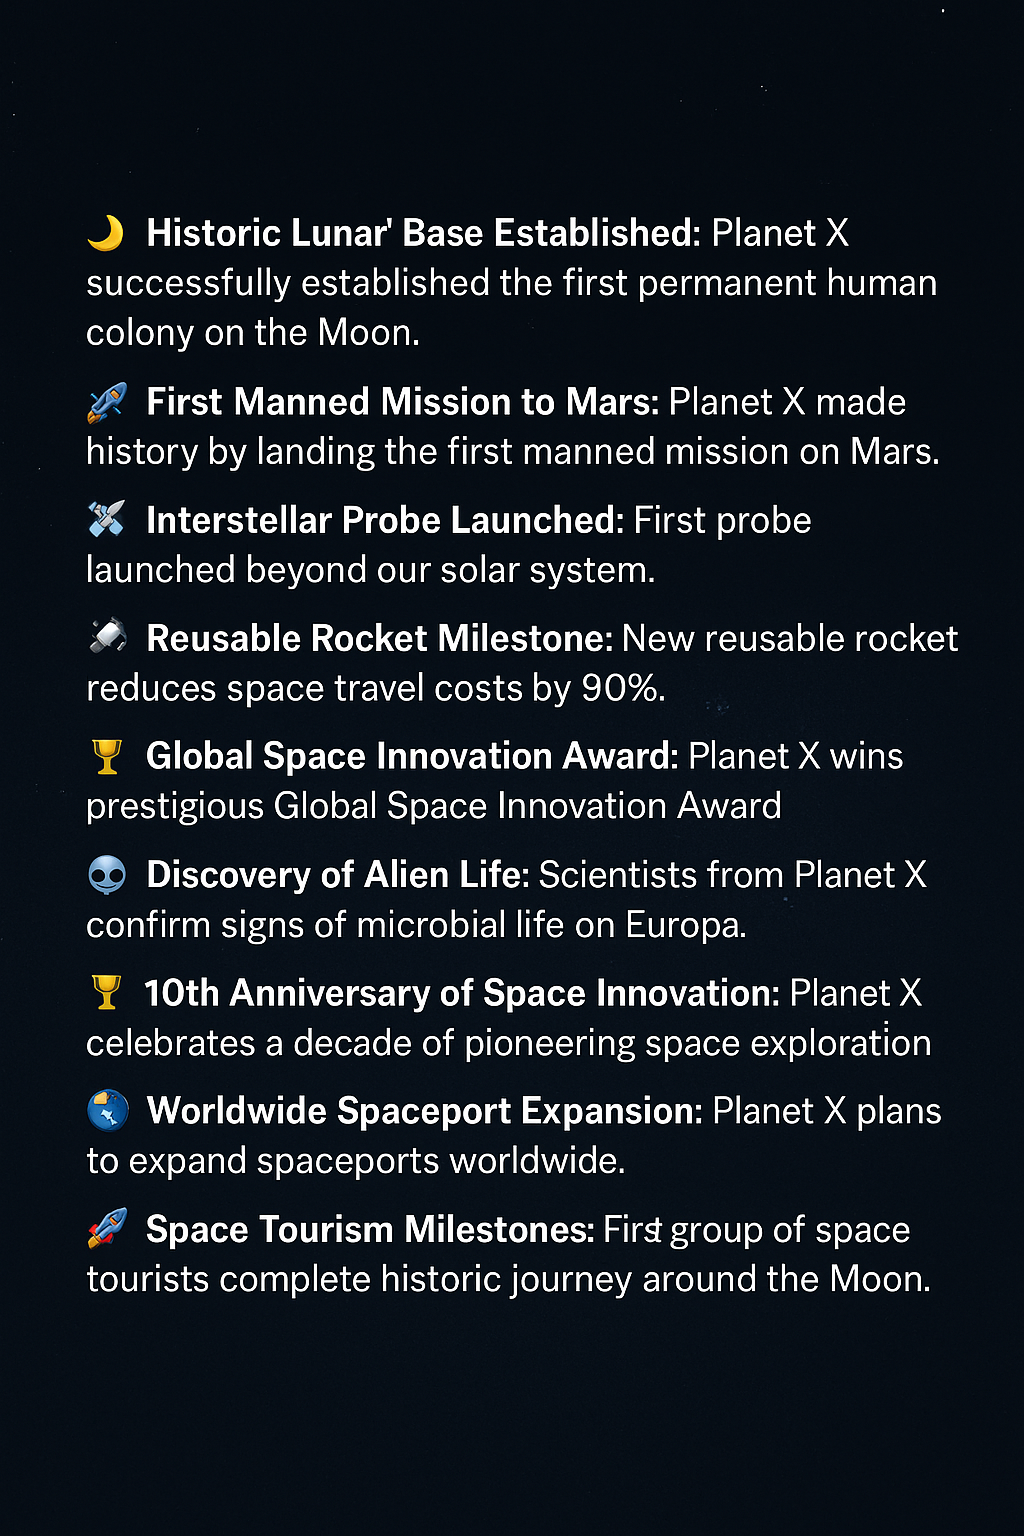 🌙 Historic Lunar' Base Established: Planet X
successfully established the first permanent human
colony on the Moon.
🚀 First Manned Mission to Mars: Planet X made
history by landing the first manned mission on Mars.
🛰️ Interstellar Probe Launched: First probe
launched beyond our solar system.
🛰️ Reusable Rocket Milestone: New reusable rocket
reduces space travel costs by 90%.
🏆 Global Space Innovation Award: Planet X wins
prestigious Global Space Innovation Award
👽 Discovery of Alien Life: Scientists from Planet X
confirm signs of microbial life on Europa.
🏆 10th Anniversary of Space Innovation: Planet X
celebrates a decade of pioneering space exploration
🌍 Worldwide Spaceport Expansion: Planet X plans
to expand spaceports worldwide.
🚀 Space Tourism Milestones: First group of space
tourists complete historic journey around the Moon.